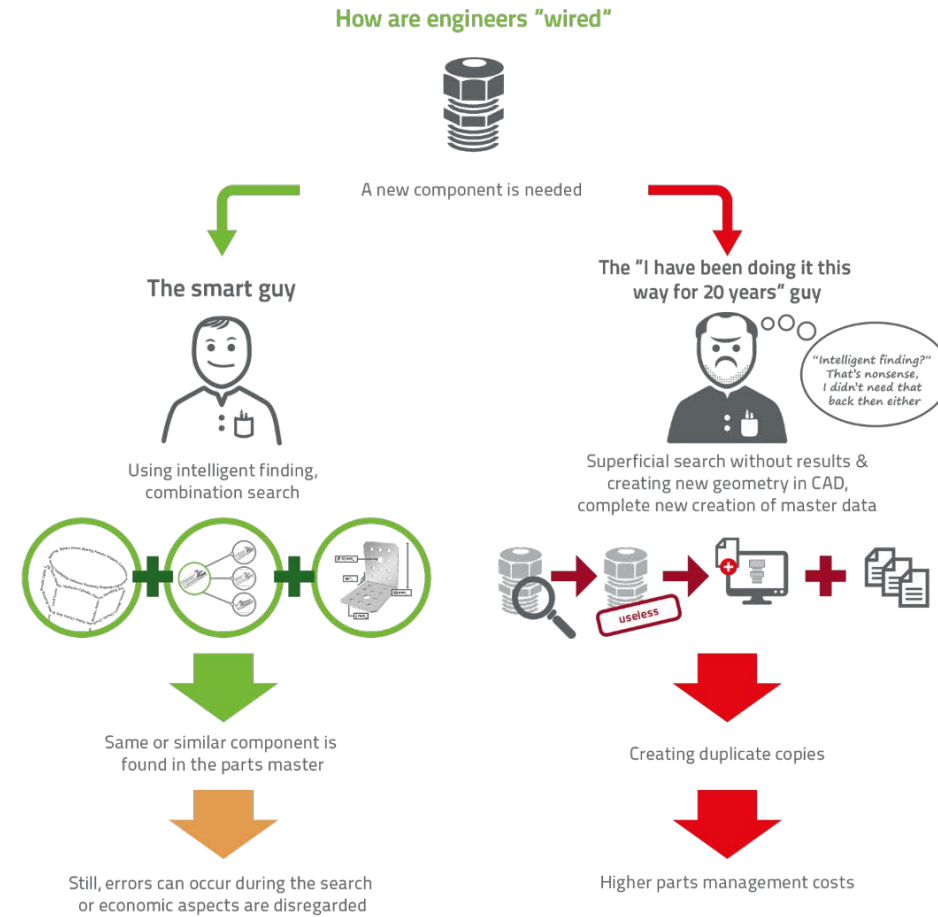 How are engineers "wired"
A new component is needed
The smart guy
The "I have been doing it this
way for 20 years" guy
"Intelligent finding?"
That's nonsense,
I didn't need that
back then either
Using intelligent finding,
combination search
Superficial search without results &
creating new geometry in CAD,
complete new creation of master data
useless
Same or similar component is
found in the parts master
Creating duplicate copies
Still, errors can occur during the search
or economic aspects are disregarded
Higher parts management costs